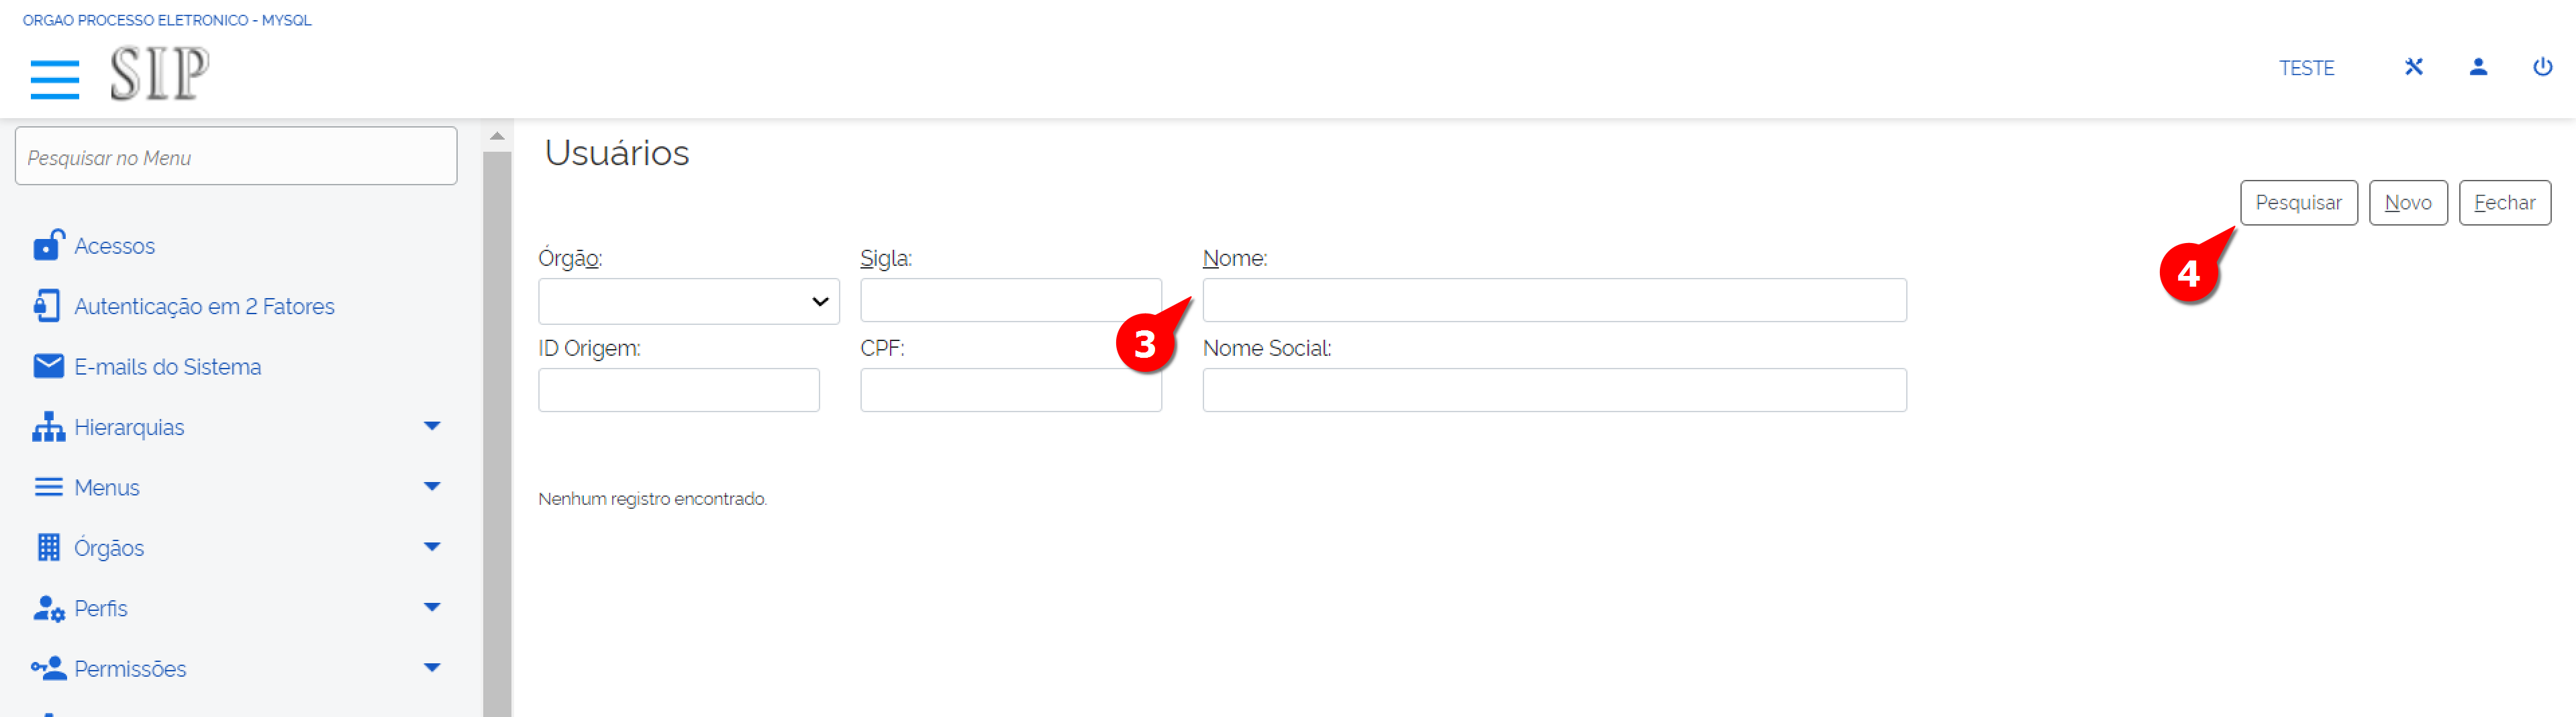 ORGAO PROCESSO ELETRONICO - MYSQL
SIP
TESTE
Pesquisar no Menu
Acessos
Autenticação em 2 Fatores
E-mails do Sistema
Hierarquias
Menus
Órgãos
Perfis
Permissões
Usuários
Pesquisar Novo Fechar
4
Órgão: Sigla: Nome:
3
ID Origem: CPF: Nome Social:
Nenhum registro encontrado.